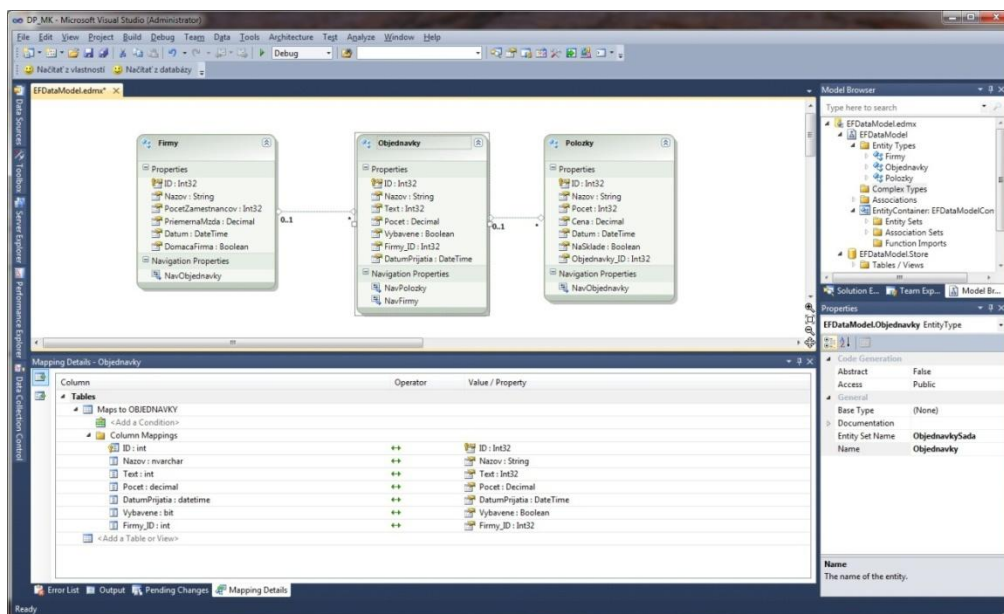 DP_MK - Microsoft Visual Studio (Administrator)
File Edit View Project Build Debug Team Data Tools Architecture Test Analyze Window Help
Debug
Načítať z vlastností Načítať z databázy
EFDataModel.edmx*
Data Sources
Toolbox
Server Explorer
Performance Explorer
Data Collection Control
Firmy
Properties
ID : Int32
Nazov : String
PocetZamestnancov : Int32
PriemernaMzda : Decimal
Datum : DateTime
DomacaFirma : Boolean
Navigation Properties
NavObjednavky
0..1
*
Objednavky
Properties
ID : Int32
Nazov : String
Text : Int32
Pocet : Decimal
Vybavene : Boolean
Firmy_ID : Int32
DatumPrijatia : DateTime
Navigation Properties
NavPolozky
NavFirmy
0..1
*
Polozky
Properties
ID : Int32
Nazov : String
Pocet : Int32
Cena : Decimal
Datum : DateTime
NaSklade : Boolean
Objednavky_ID : Int32
Navigation Properties
NavObjednavky
Model Browser
Type here to search
EFDataModel.edmx
EFDataModel
Entity Types
Firmy
Objednavky
Polozky
Complex Types
Associations
EntityContainer: EFDataModelCon
Entity Sets
Association Sets
Function Imports
EFDataModel.Store
Tables / Views
Solution E... Team Exp... Model Br...
Properties
EFDataModel.Objednavky EntityType
Code Generation
Abstract False
Access Public
General
Base Type (None)
Documentation
Entity Set Name ObjednavkySada
Name Objednavky
Name
The name of the entity.
Mapping Details - Objednavky
Column Operator Value / Property
Tables
Maps to OBJEDNAVKY
<Add a Condition>
Column Mappings
ID : int ↔ ID : Int32
Nazov : nvarchar ↔ Nazov : String
Text : int ↔ Text : Int32
Pocet : decimal ↔ Pocet : Decimal
DatumPrijatia : datetime ↔ DatumPrijatia : DateTime
Vybavene : bit ↔ Vybavene : Boolean
Firmy_ID : int ↔ Firmy_ID : Int32
<Add a Table or View>
Error List Output Pending Changes Mapping Details
Ready